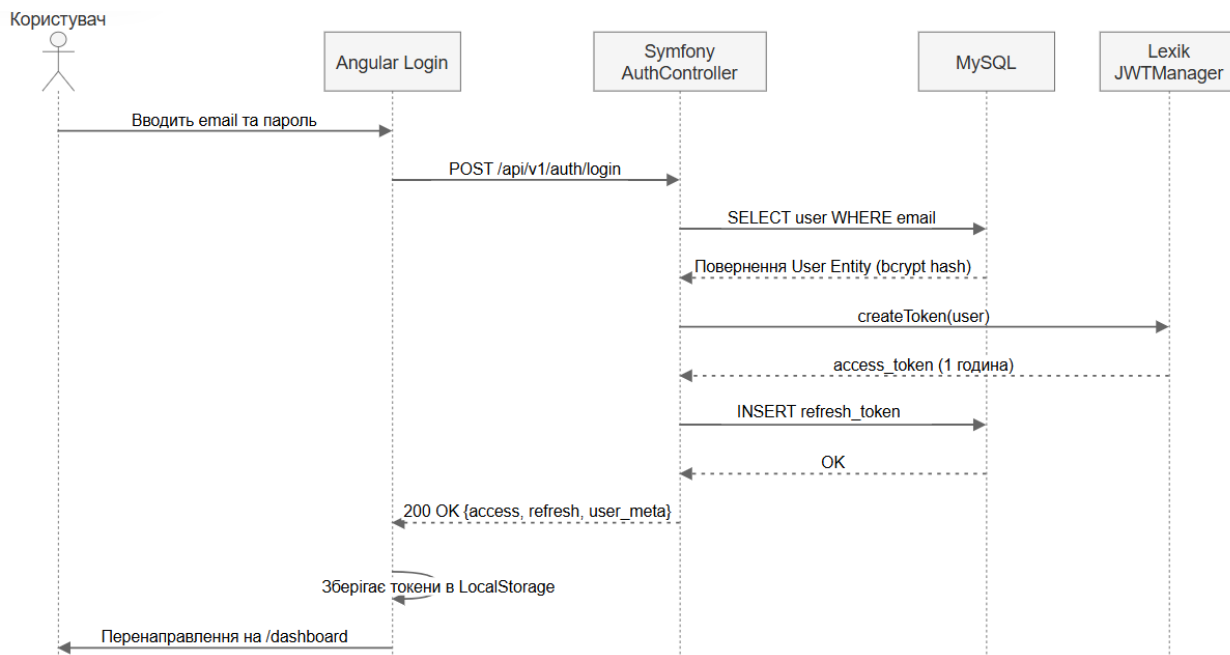 Користувач
Angular Login
Symfony
AuthController
MySQL
Lexik
JWTManager
Вводить email та пароль
POST /api/v1/auth/login
SELECT user WHERE email
Повернення User Entity (bcrypt hash)
createToken(user)
access_token (1 година)
INSERT refresh_token
OK
200 OK {access, refresh, user_meta}
Зберігає токени в LocalStorage
Перенаправлення на /dashboard